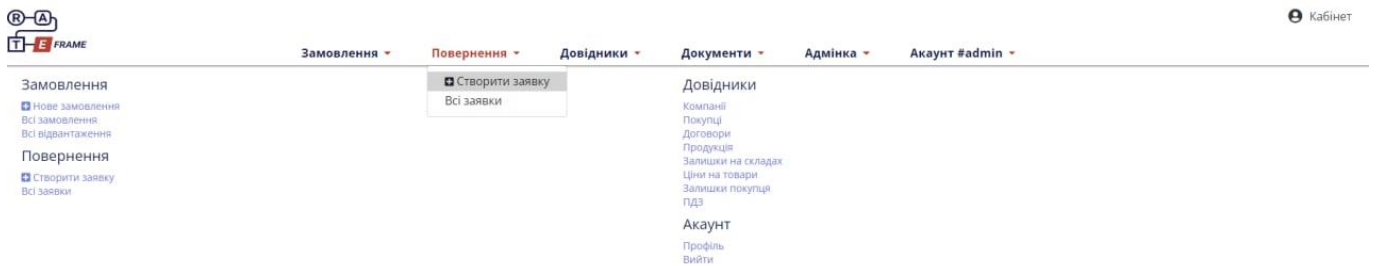 R A
T E FRAME
Кабінет
Замовлення Повернення Довідники Документи Адмінка Акаунт #admin
Створити заявку
Всі заявки
Замовлення
Нове замовлення
Всі замовлення
Всі відвантаження
Повернення
Створити заявку
Всі заявки
Довідники
Компанії
Покупці
Договори
Продукція
Залишки на складах
Ціни на товари
Залишки покупця
ПДЗ
Акаунт
Профіль
Вийти